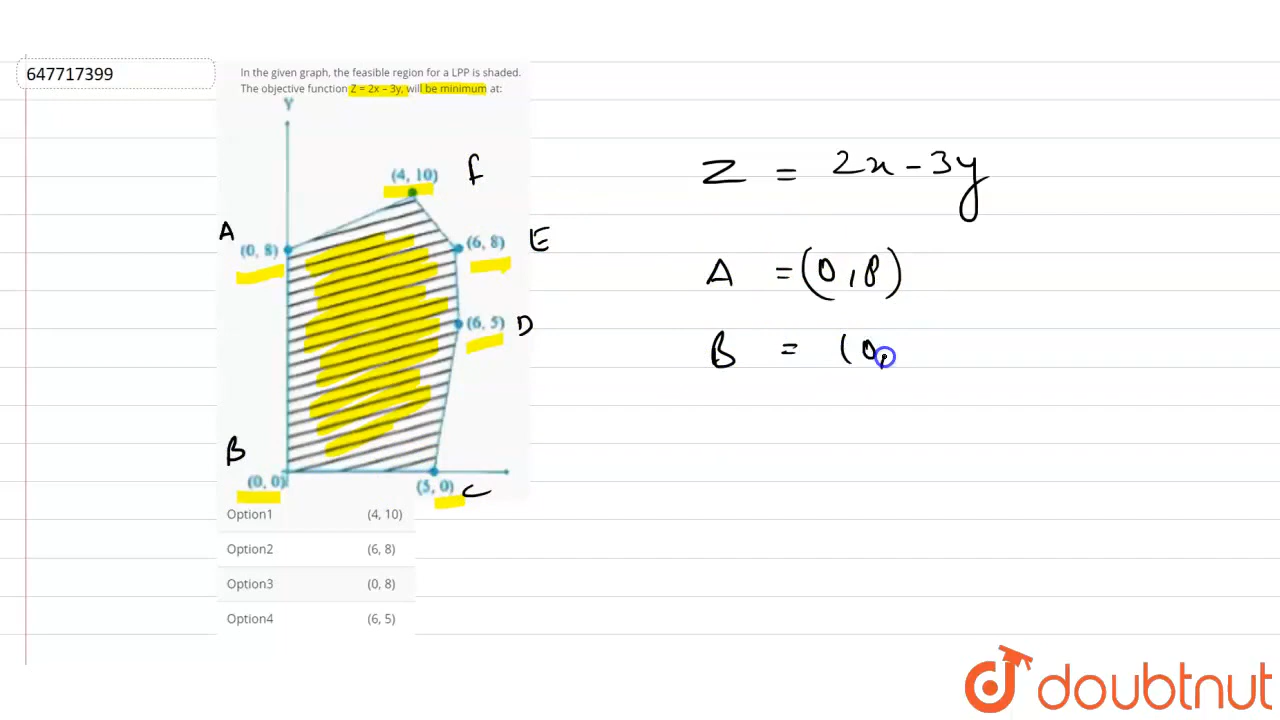 647717399
In the given graph, the feasible region for a LPP is shaded.
The objective function Z = 2x – 3y, will be minimum at:
Y
(4, 10) F
A
(0, 8)
(6, 8) E
(6, 5) D
B
(0, 0)
(5, 0) C
Option1 (4, 10)
Option2 (6, 8)
Option3 (0, 8)
Option4 (6, 5)
Z = 2x - 3y
A = (0, 8)
B = (0,
doubtnut